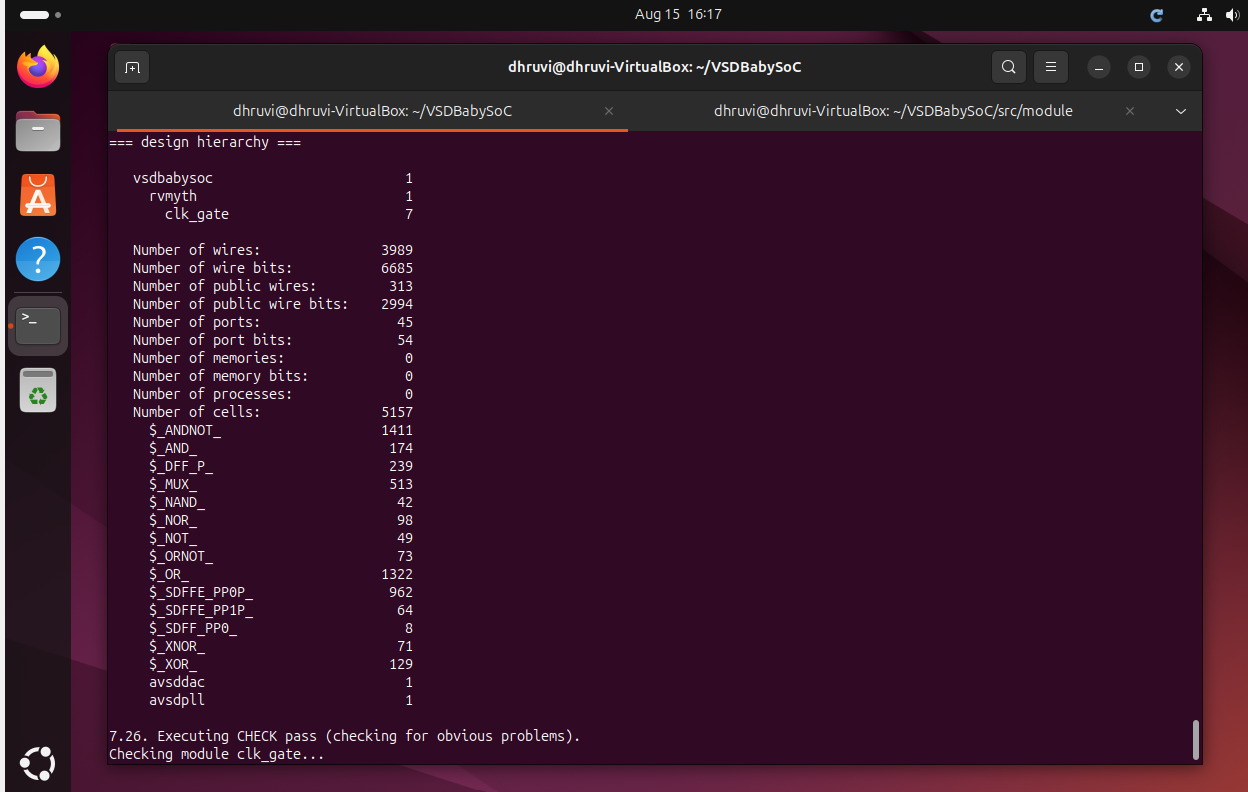 Aug 15 16:17
dhruvi@dhruvi-VirtualBox: ~/VSDBabySoC
dhruvi@dhruvi-VirtualBox: ~/VSDBabySoC
dhruvi@dhruvi-VirtualBox: ~/VSDBabySoC/src/module
=== design hierarchy ===
vsdbabysoc 1
rvmyth 1
clk_gate 7
Number of wires: 3989
Number of wire bits: 6685
Number of public wires: 313
Number of public wire bits: 2994
Number of ports: 45
Number of port bits: 54
Number of memories: 0
Number of memory bits: 0
Number of processes: 0
Number of cells: 5157
$_ANDNOT_ 1411
$_AND_ 174
$_DFF_P_ 239
$_MUX_ 513
$_NAND_ 42
$_NOR_ 98
$_NOT_ 49
$_ORNOT_ 73
$_OR_ 1322
$_SDFFE_PP0P_ 962
$_SDFFE_PP1P_ 64
$_SDFF_PP0_ 8
$_XNOR_ 71
$_XOR_ 129
avsddac 1
avsdpll 1
7.26. Executing CHECK pass (checking for obvious problems).
Checking module clk_gate...